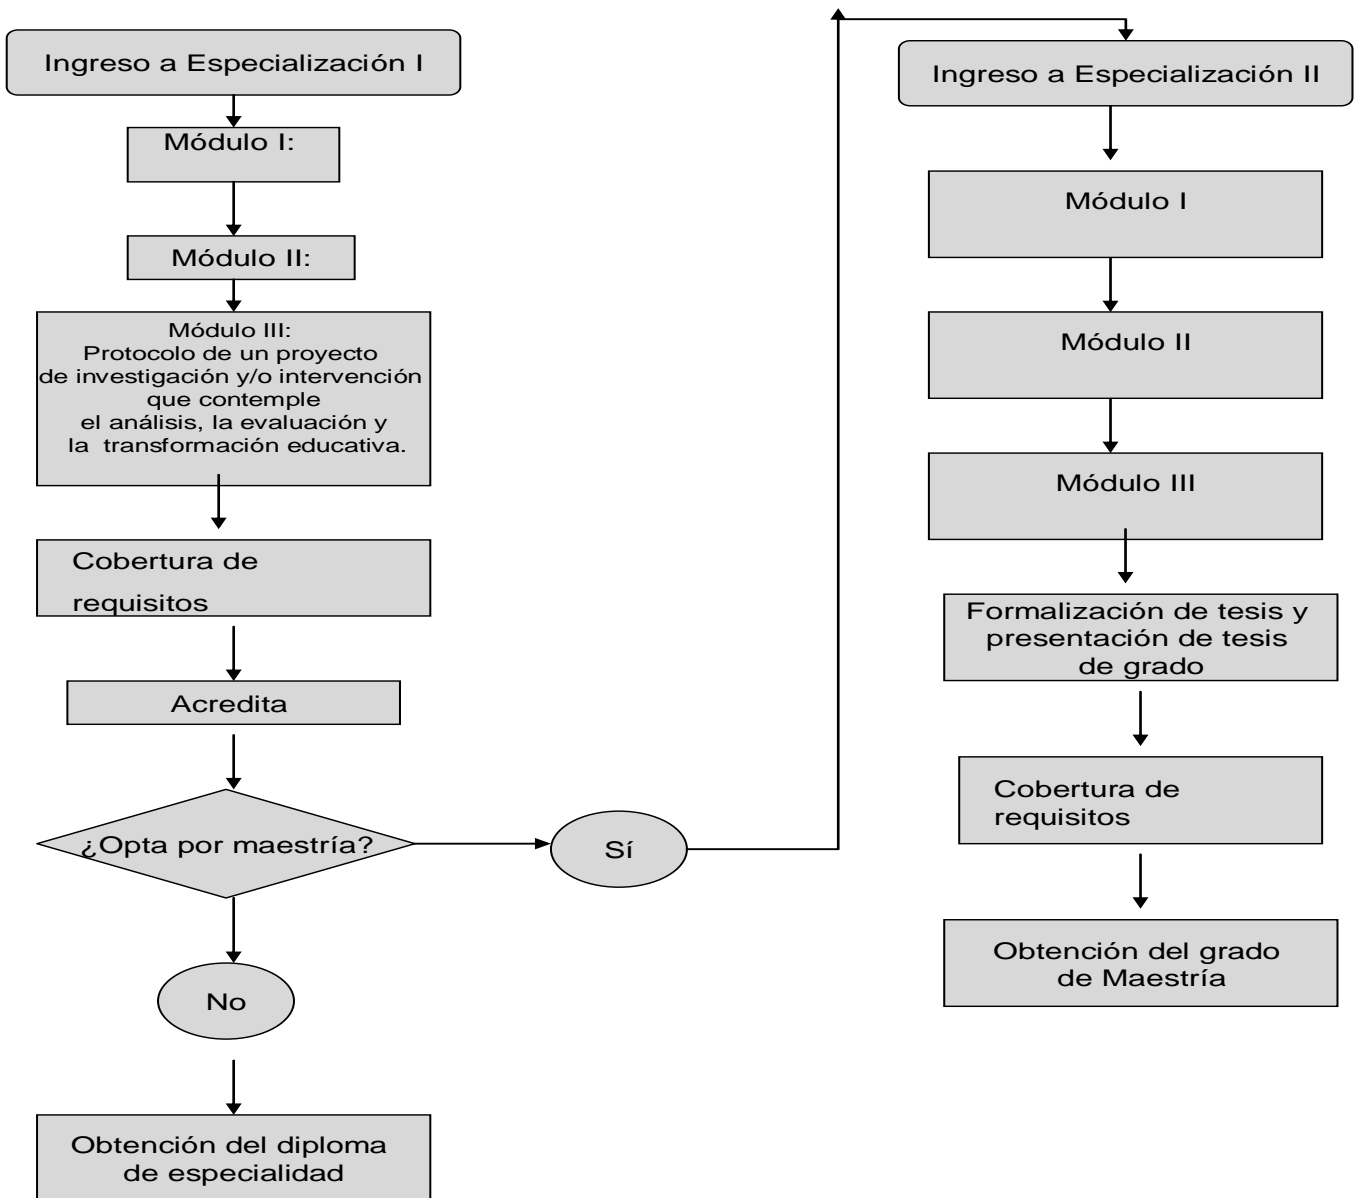 Ingreso a Especialización I
Módulo I:
Módulo II:
Módulo III:
Protocolo de un proyecto
de investigación y/o intervención
que contemple
el análisis, la evaluación y
la transformación educativa.
Cobertura de
requisitos
Acredita
¿Opta por maestría?
Sí
No
Obtención del diploma
de especialidad
Ingreso a Especialización II
Módulo I
Módulo II
Módulo III
Formalización de tesis y
presentación de tesis
de grado
Cobertura de
requisitos
Obtención del grado
de Maestría